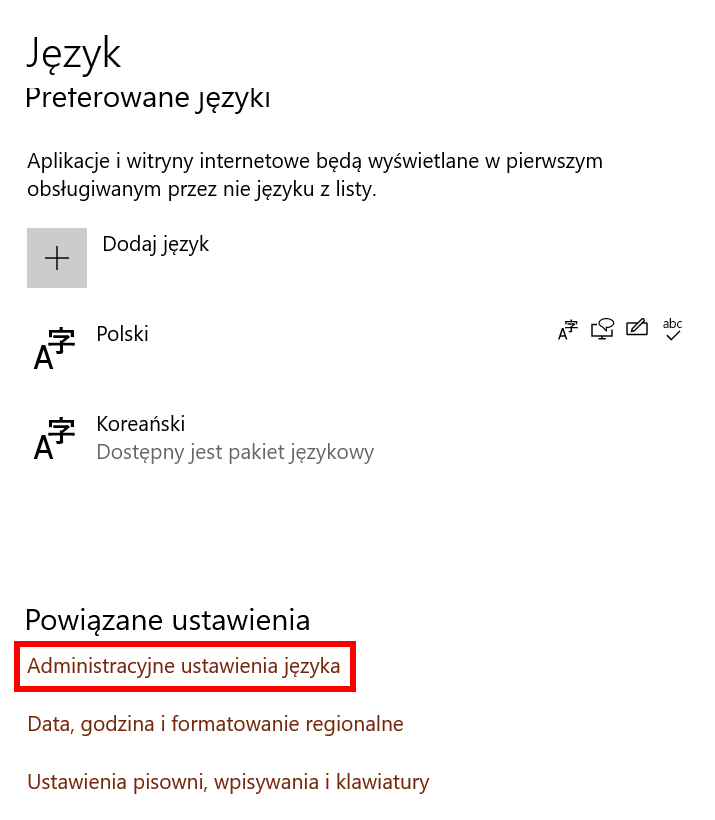 Język
Preferowane języki
Aplikacje i witryny internetowe będą wyświetlane w pierwszym
obsługiwanym przez nie języku z listy.
Dodaj język
Polski
abc
Koreański
Dostępny jest pakiet językowy
Powiązane ustawienia
Administracyjne ustawienia języka
Data, godzina i formatowanie regionalne
Ustawienia pisowni, wpisywania i klawiatury